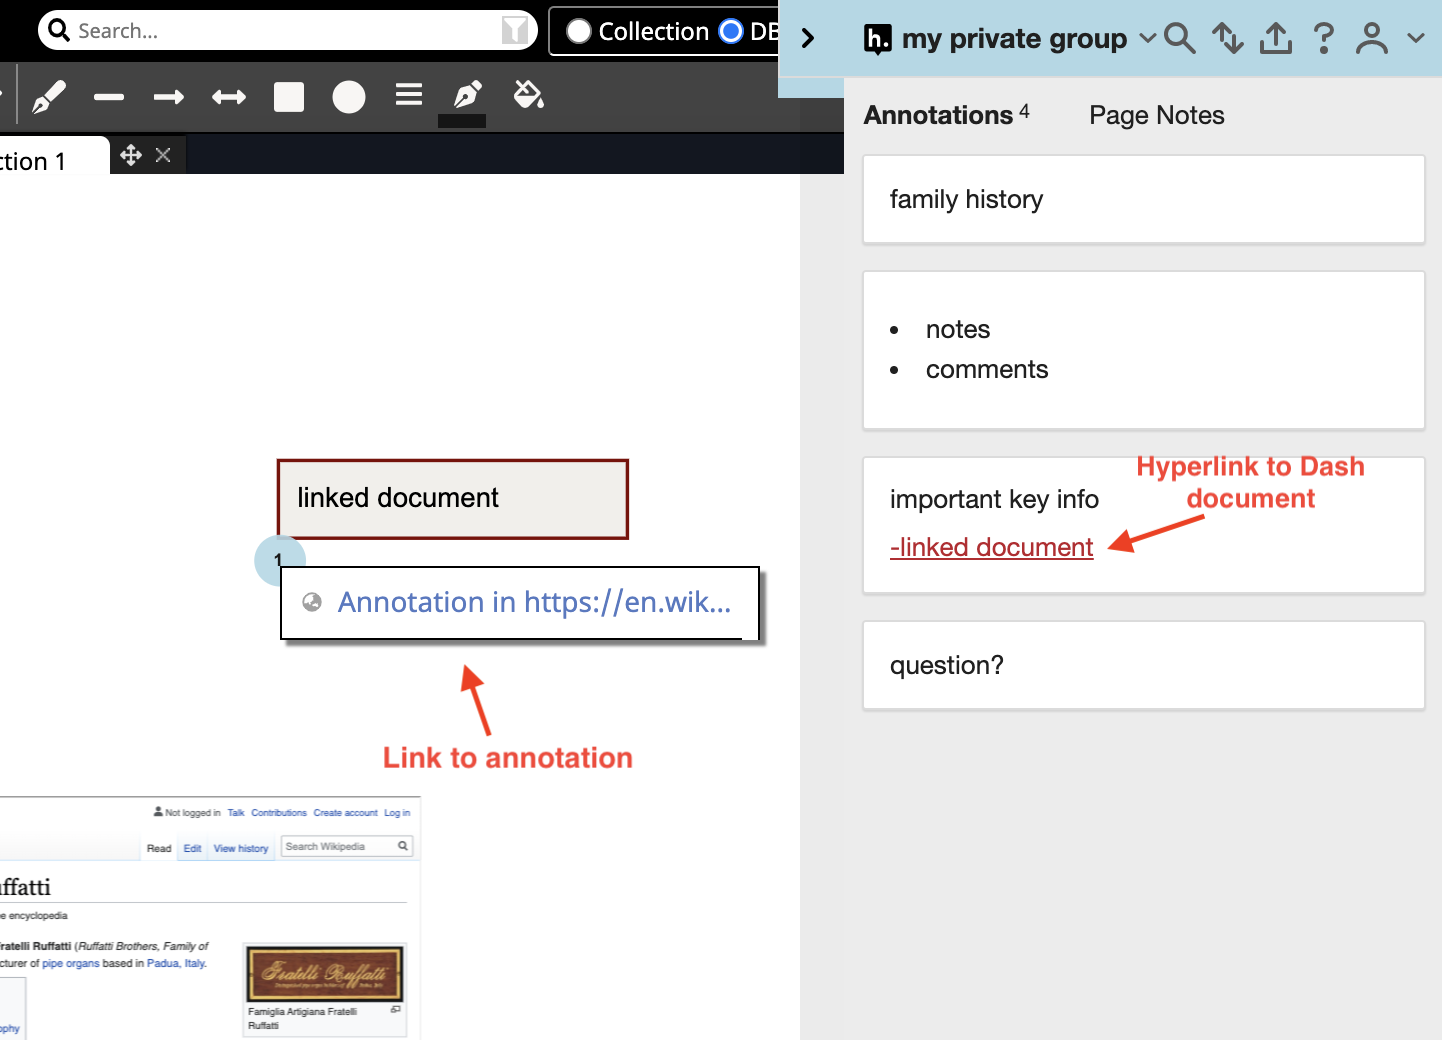 Search...
Collection
DB
h. my private group
?
ction 1
Annotations 4
Page Notes
family history
• notes
• comments
Hyperlink to Dash
document
important key info
-linked document
question?
linked document
1
Annotation in https://en.wik...
Link to annotation
Not logged in Talk Contributions Create account Log in
Read Edit View history Search Wikipedia
uffatti
e encyclopedia
ratelli Ruffatti (Ruffatti Brothers, Family of
cturer of pipe organs based in Padua, Italy.
Fratelli Ruffatti
Famiglia Artigiana Fratelli
Ruffatti
ophy